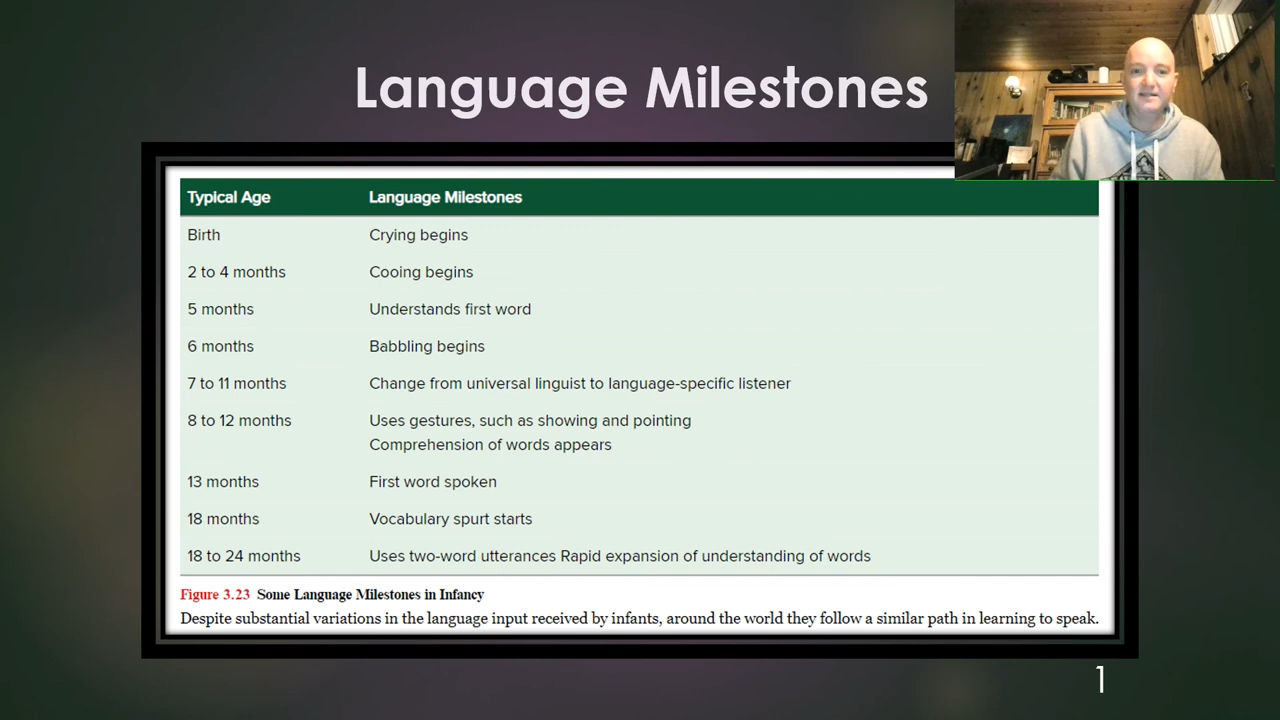 Language Milestones
Typical Age Language Milestones
Birth Crying begins
2 to 4 months Cooing begins
5 months Understands first word
6 months Babbling begins
7 to 11 months Change from universal linguist to language-specific listener
8 to 12 months Uses gestures, such as showing and pointing
Comprehension of words appears
13 months First word spoken
18 months Vocabulary spurt starts
18 to 24 months Uses two-word utterances Rapid expansion of understanding of words
Figure 3.23 Some Language Milestones in Infancy
Despite substantial variations in the language input received by infants, around the world they follow a similar path in learning to speak.
1